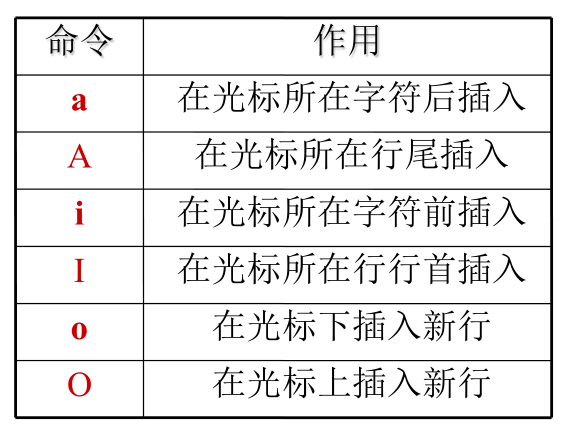 命令 作用
a 在光标所在字符后插入
A 在光标所在行尾插入
i 在光标所在字符前插入
I 在光标所在行行首插入
o 在光标下插入新行
O 在光标上插入新行